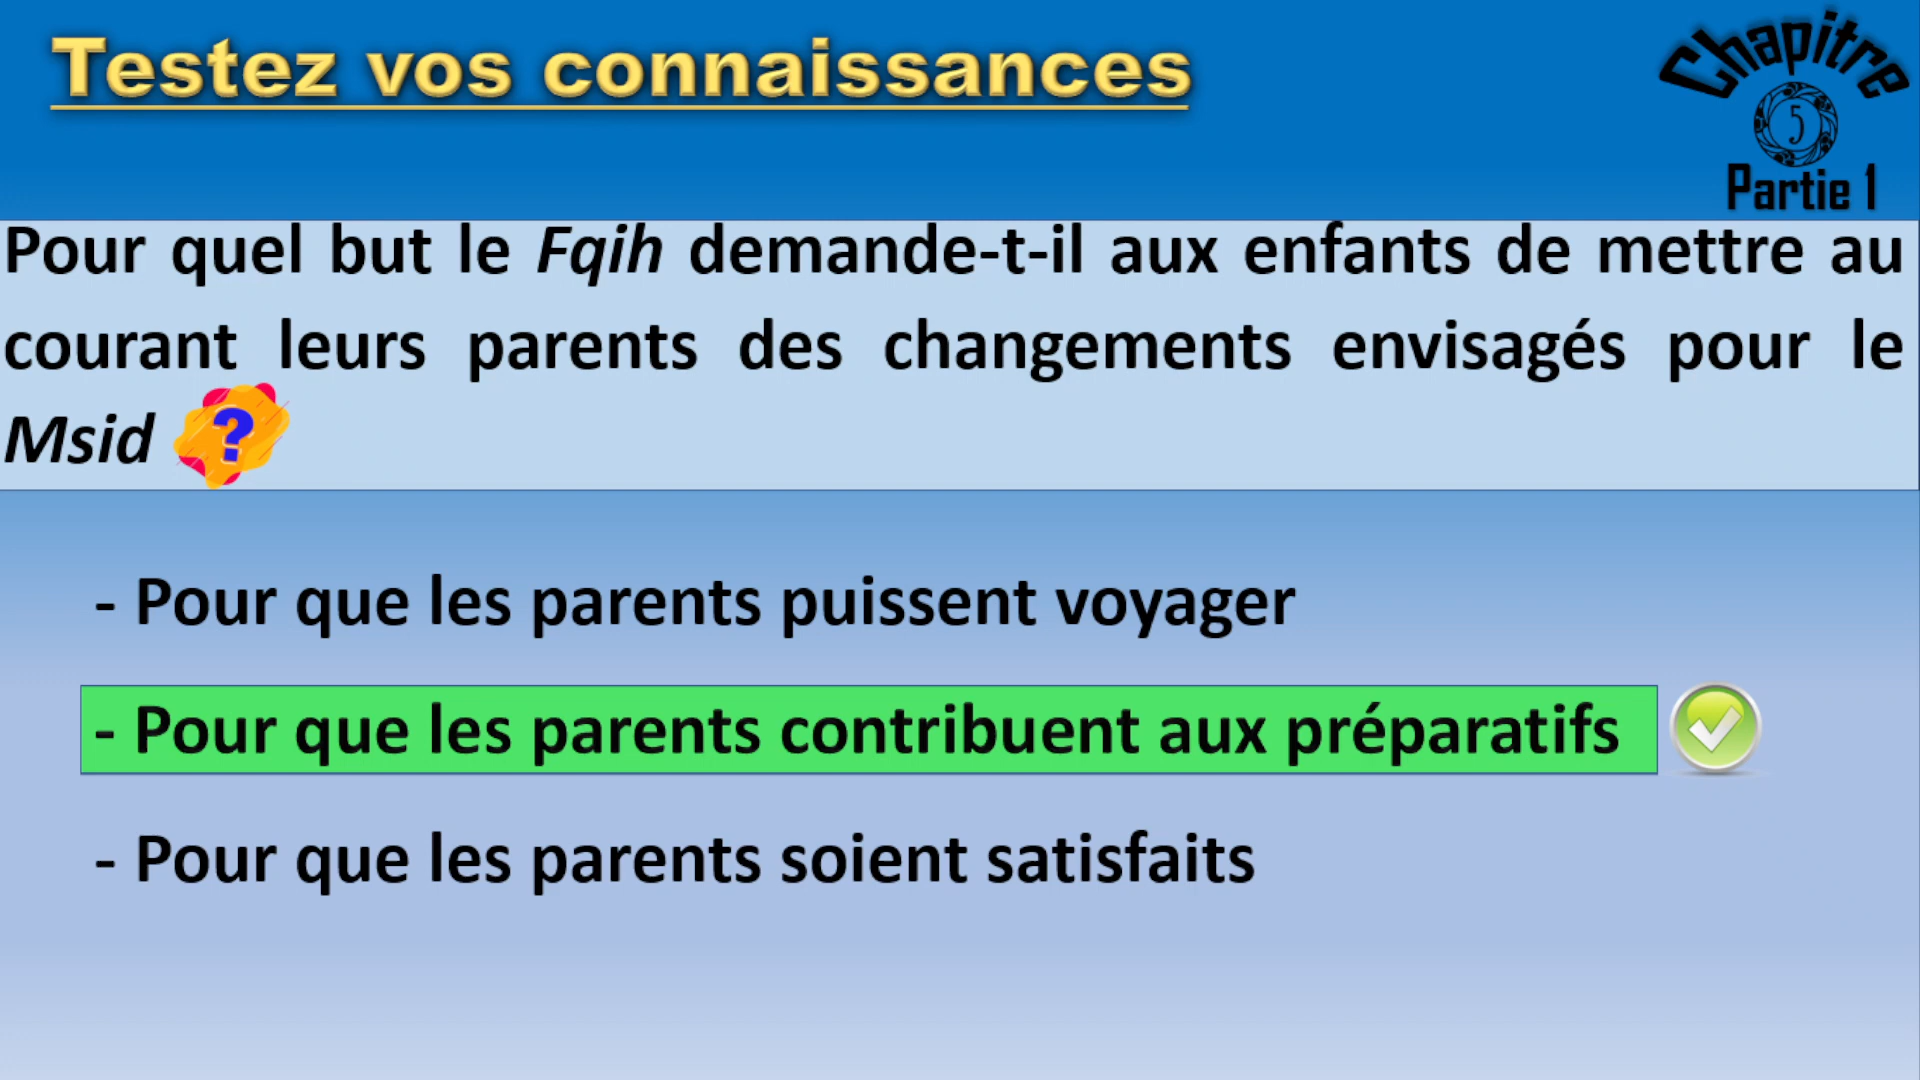 Testez vos connaissances
Chapitre
5
Partie 1
Pour quel but le Fqih demande-t-il aux enfants de mettre au
courant leurs parents des changements envisagés pour le
Msid ?
- Pour que les parents puissent voyager
- Pour que les parents contribuent aux préparatifs
- Pour que les parents soient satisfaits